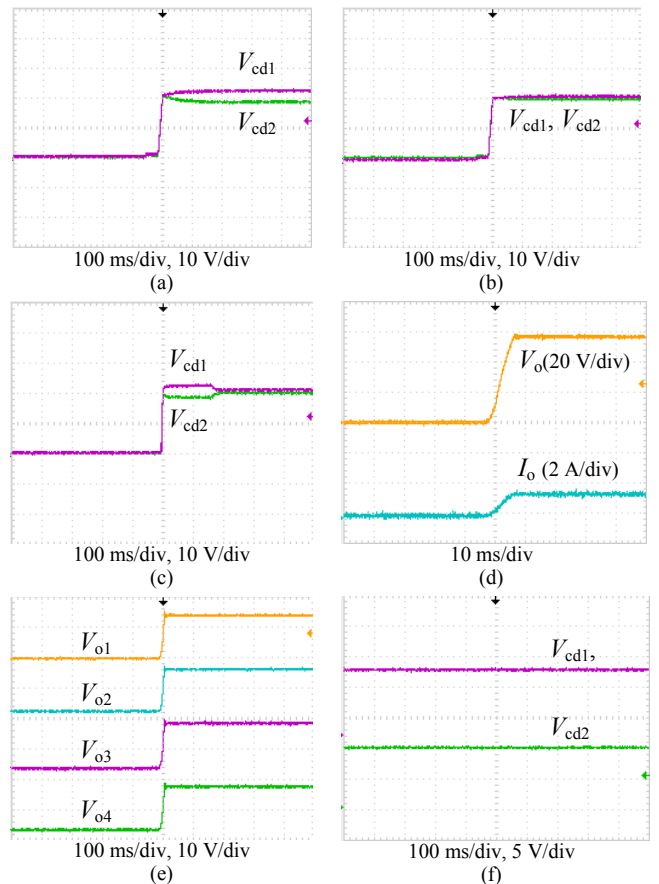 Vcd1
Vcd2
100 ms/div, 10 V/div
(a)
Vcd1, Vcd2
100 ms/div, 10 V/div
(b)
Vcd1
Vcd2
100 ms/div, 10 V/div
(c)
Vo(20 V/div)
Io (2 A/div)
10 ms/div
(d)
Vo1
Vo2
Vo3
Vo4
100 ms/div, 10 V/div
(e)
Vcd1,
Vcd2
100 ms/div, 5 V/div
(f)